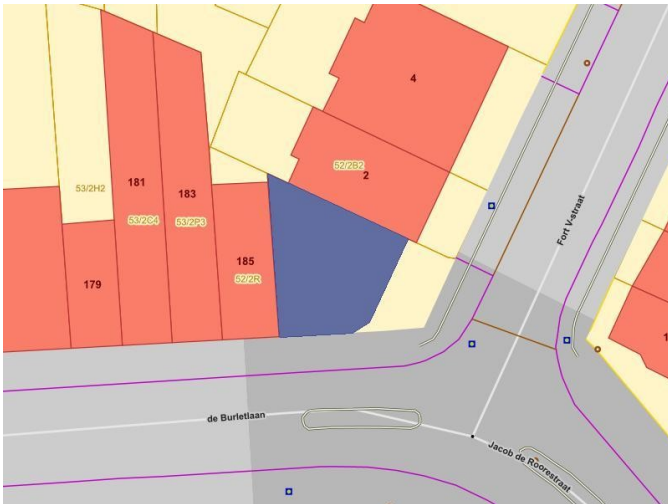 4
52/2B2
2
53/2H2
181
183
53/2C4
53/2P3
185
52/2R
179
Fort V-straat
de Burletlaan
Jacob de Roorestraat
1